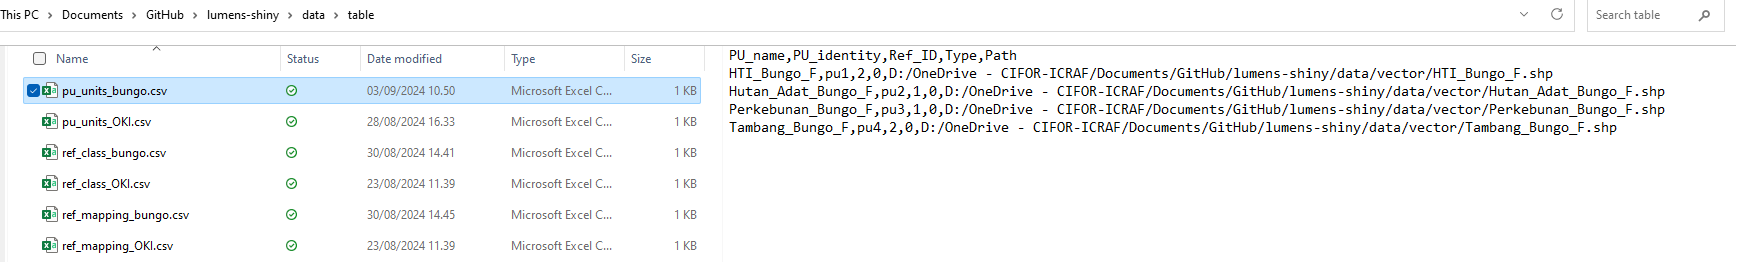 This PC > Documents > GitHub > lumens-shiny > data > table
Search table
Name Status Date modified Type Size
pu_units_bungo.csv 03/09/2024 10.50 Microsoft Excel C... 1 KB
pu_units_OKI.csv 28/08/2024 16.33 Microsoft Excel C... 1 KB
ref_class_bungo.csv 30/08/2024 14.41 Microsoft Excel C... 1 KB
ref_class_OKI.csv 23/08/2024 11.39 Microsoft Excel C... 1 KB
ref_mapping_bungo.csv 30/08/2024 14.45 Microsoft Excel C... 1 KB
ref_mapping_OKI.csv 23/08/2024 11.39 Microsoft Excel C... 1 KB
PU_name,PU_identity,Ref_ID,Type,Path
HTI_Bungo_F,pu1,2,0,D:/OneDrive - CIFOR-ICRAF/Documents/GitHub/lumens-shiny/data/vector/HTI_Bungo_F.shp
Hutan_Adat_Bungo_F,pu2,1,0,D:/OneDrive - CIFOR-ICRAF/Documents/GitHub/lumens-shiny/data/vector/Hutan_Adat_Bungo_F.shp
Perkebunan_Bungo_F,pu3,1,0,D:/OneDrive - CIFOR-ICRAF/Documents/GitHub/lumens-shiny/data/vector/Perkebunan_Bungo_F.shp
Tambang_Bungo_F,pu4,2,0,D:/OneDrive - CIFOR-ICRAF/Documents/GitHub/lumens-shiny/data/vector/Tambang_Bungo_F.shp